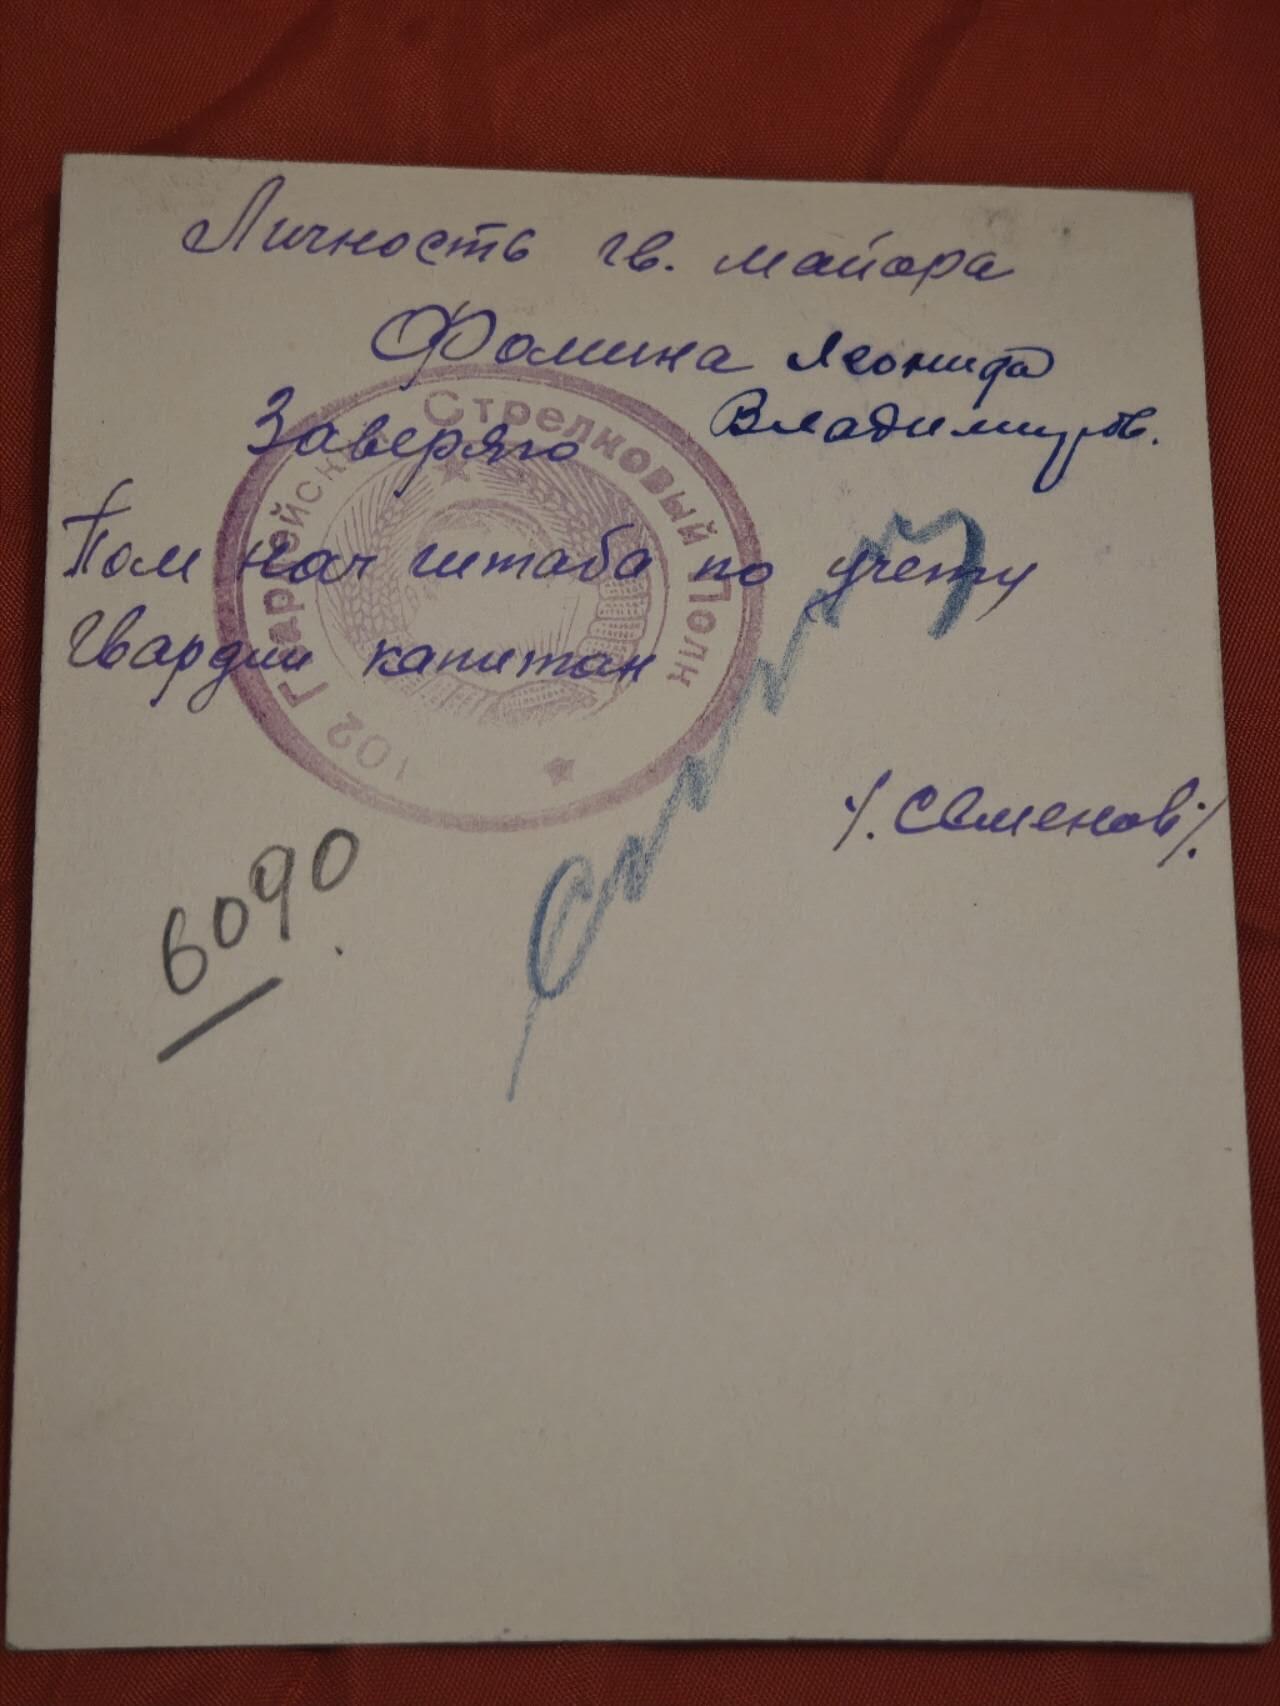 Личность гв. майора
Фомина Леонида
Владимиров.
Заверяю
Пом нач штаба по учету
Гвардии капитан
/. Семенов /.
6090
102 Гвардейский Стрелковый Полк